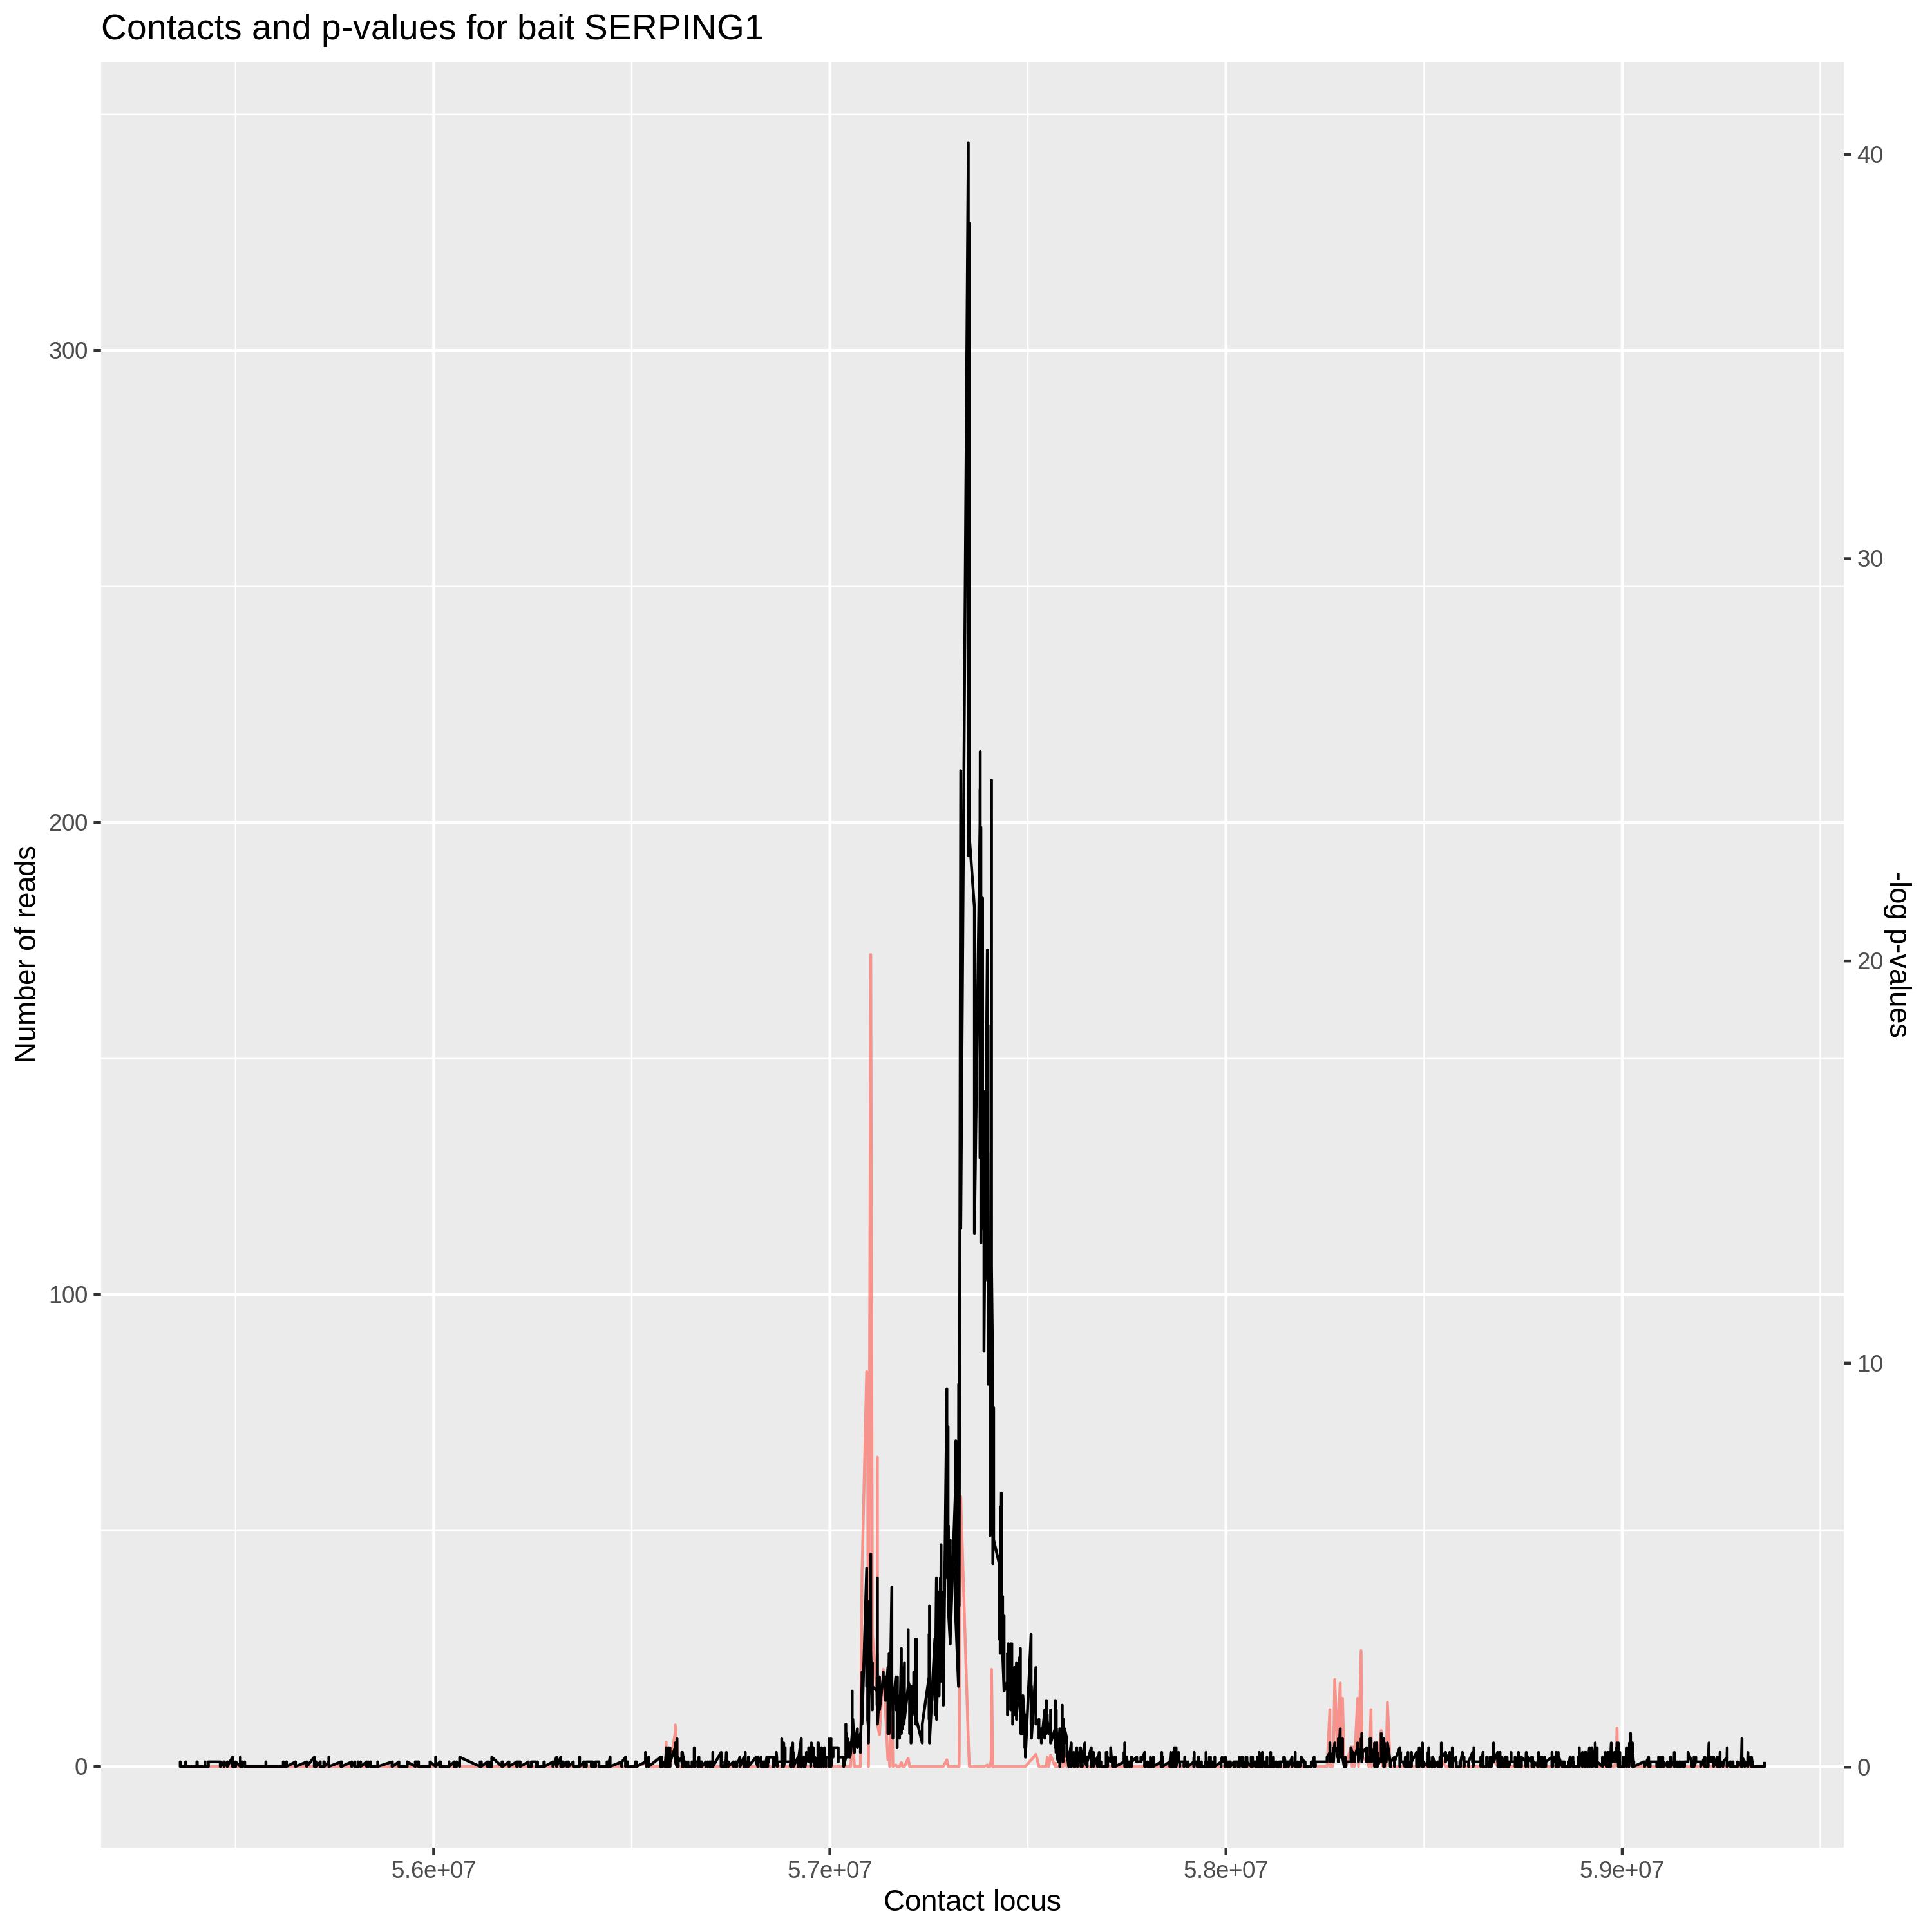 Contacts and p-values for bait SERPING1
Number of reads
300
200
100
0
40
30
20
10
0
-log p-values
5.6e+07
5.7e+07
5.8e+07
5.9e+07
Contact locus